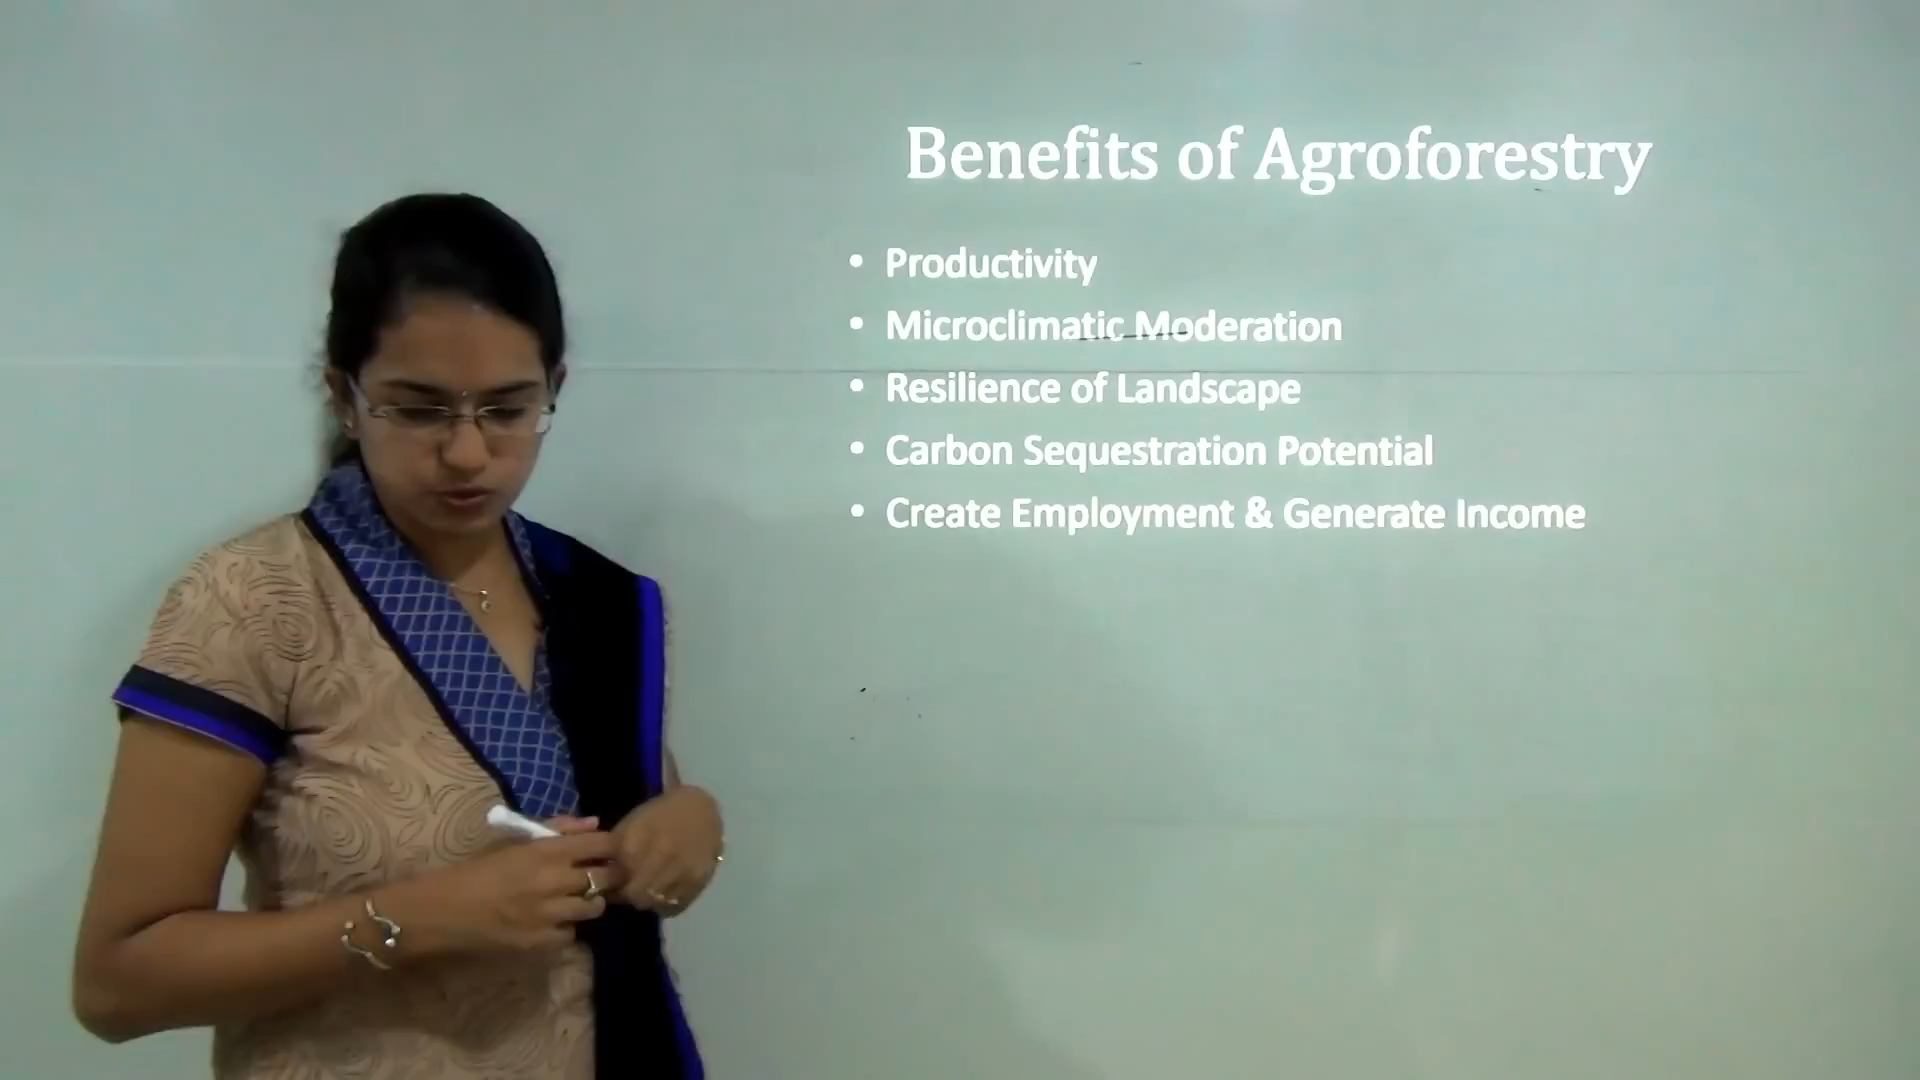 Benefits of Agroforestry
• Productivity
• Microclimatic Moderation
• Resilience of Landscape
• Carbon Sequestration Potential
• Create Employment & Generate Income